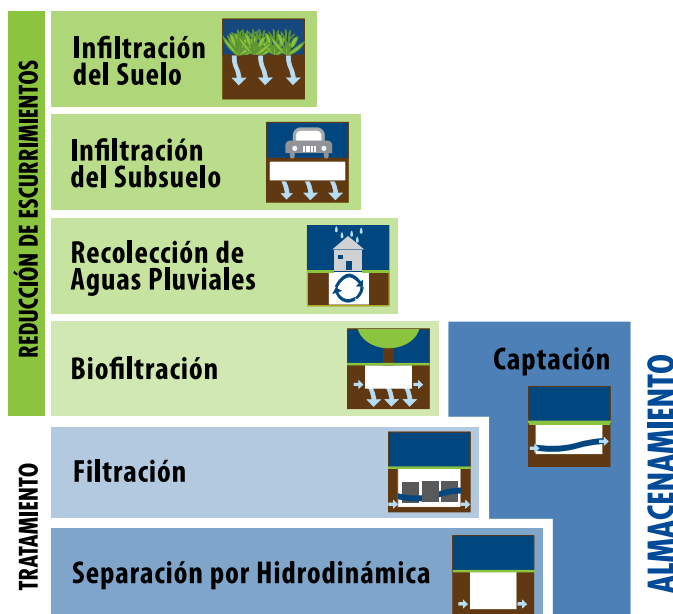 REDUCCIÓN DE ESCURRIMIENTOS
Infiltración
del Suelo
Infiltración
del Subsuelo
Recolección de
Aguas Pluviales
Biofiltración
TRATAMIENTO
Filtración
Separación por Hidrodinámica
Captación
ALMACENAMIENTO